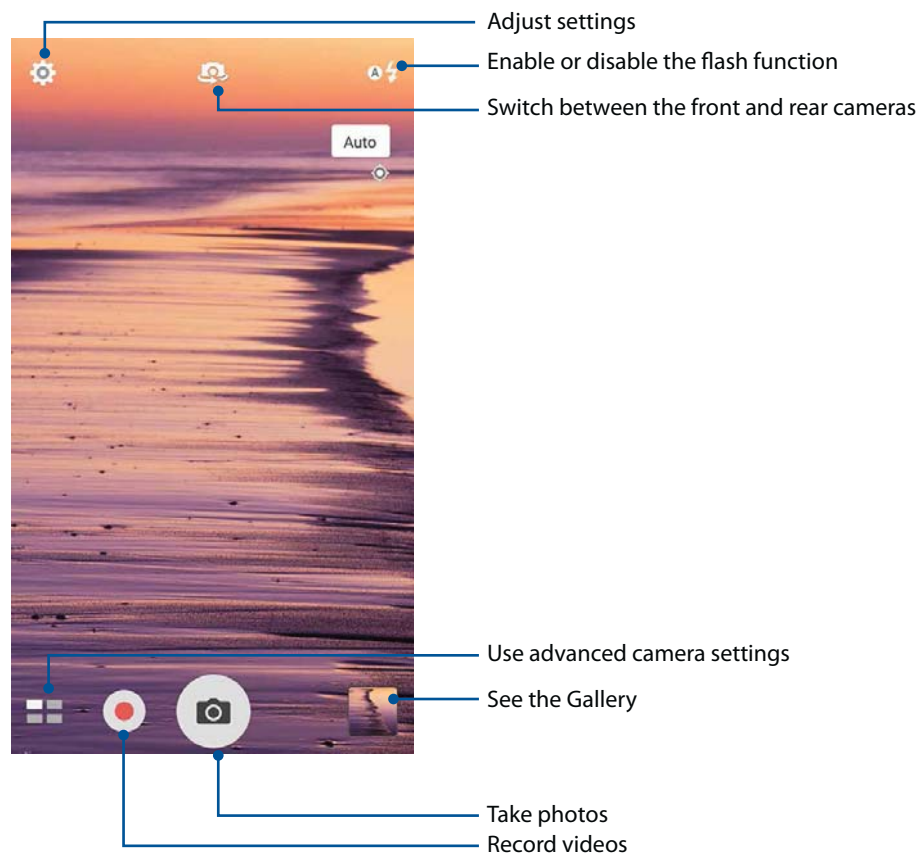 Adjust settings
Enable or disable the flash function
Switch between the front and rear cameras
A
Auto
Use advanced camera settings
See the Gallery
Take photos
Record videos